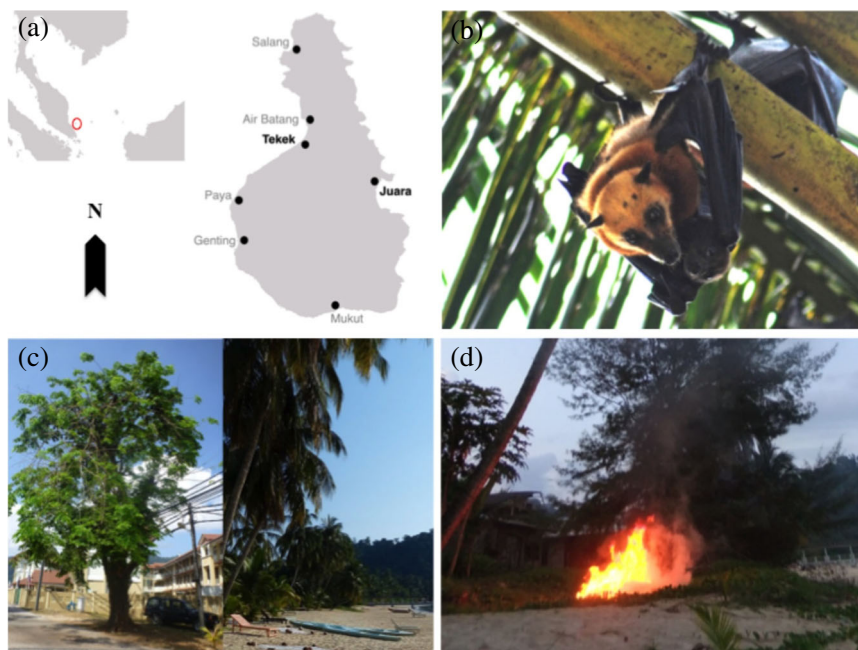 (a)
Salang
Air Batang
Tekek
Juara
Paya
Genting
Mukut
N
(b)
(c)
(d)